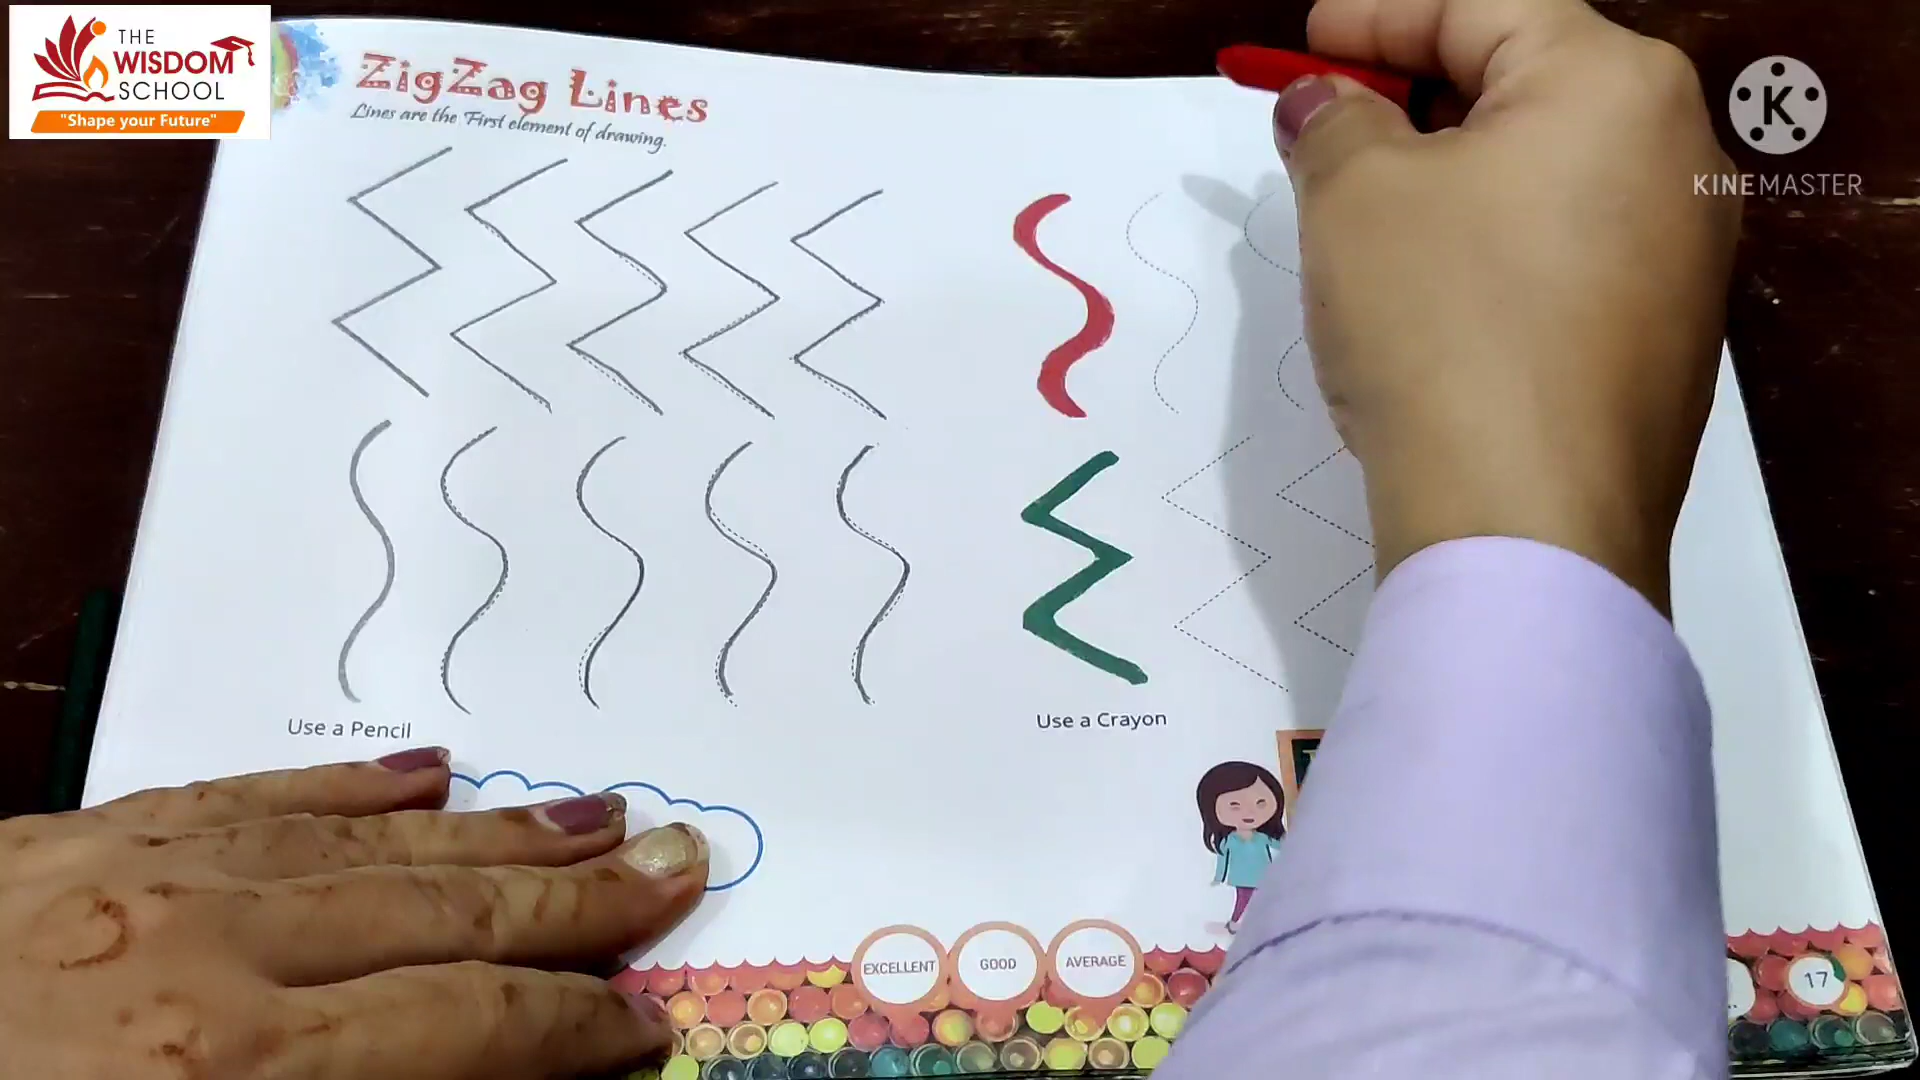 THE
WISDOM
SCHOOL
"Shape your Future"
ZigZag Lines
Lines are the First element of drawing.
K
KINEMASTER
Use a Pencil
Use a Crayon
EXCELLENT
GOOD
AVERAGE
17